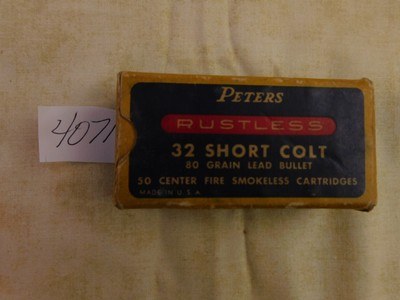 4071
PETERS
RUSTLESS
32 SHORT COLT
80 GRAIN LEAD BULLET
50 CENTER FIRE SMOKELESS CARTRIDGES
MADE IN U.S.A.